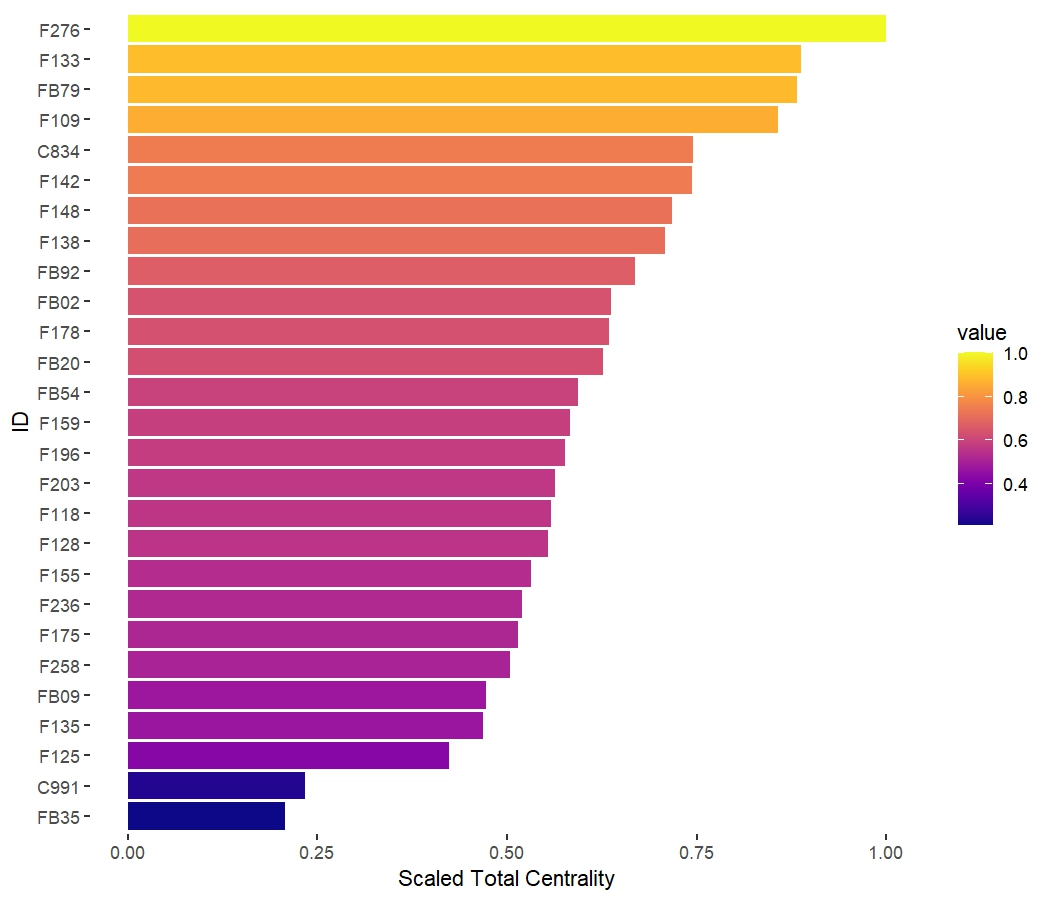 F276
F133
FB79
F109
C834
F142
F148
F138
FB92
FB02
F178
FB20
FB54
F159
F196
F203
F118
F128
F155
F236
F175
F258
FB09
F135
F125
C991
FB35
ID
0.00 0.25 0.50 0.75 1.00
Scaled Total Centrality
value
1.0
0.8
0.6
0.4